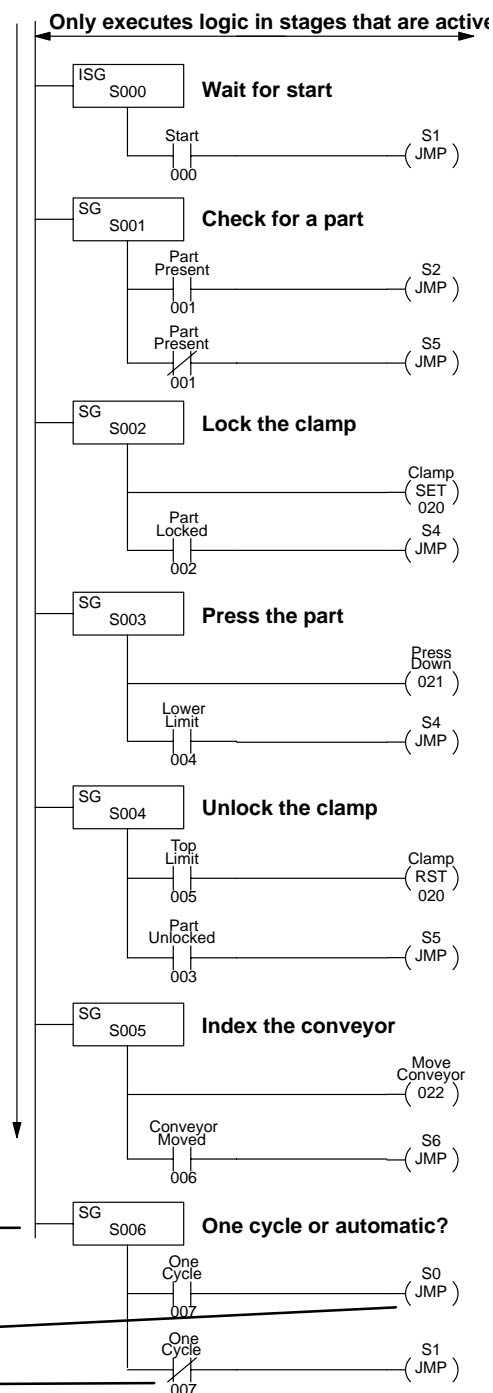 Only executes logic in stages that are active
ISG
S000
Wait for start
Start
000
S1
JMP
SG
S001
Check for a part
Part
Present
001
S2
JMP
Part
Present
001
S5
JMP
SG
S002
Lock the clamp
Clamp
SET
020
Part
Locked
002
S4
JMP
SG
S003
Press the part
Press
Down
021
Lower
Limit
004
S4
JMP
SG
S004
Unlock the clamp
Top
Limit
005
Clamp
RST
020
Part
Unlocked
003
S5
JMP
SG
S005
Index the conveyor
Move
Conveyor
022
Conveyor
Moved
006
S6
JMP
SG
S006
One cycle or automatic?
One
Cycle
007
S0
JMP
One
Cycle
007
S1
JMP